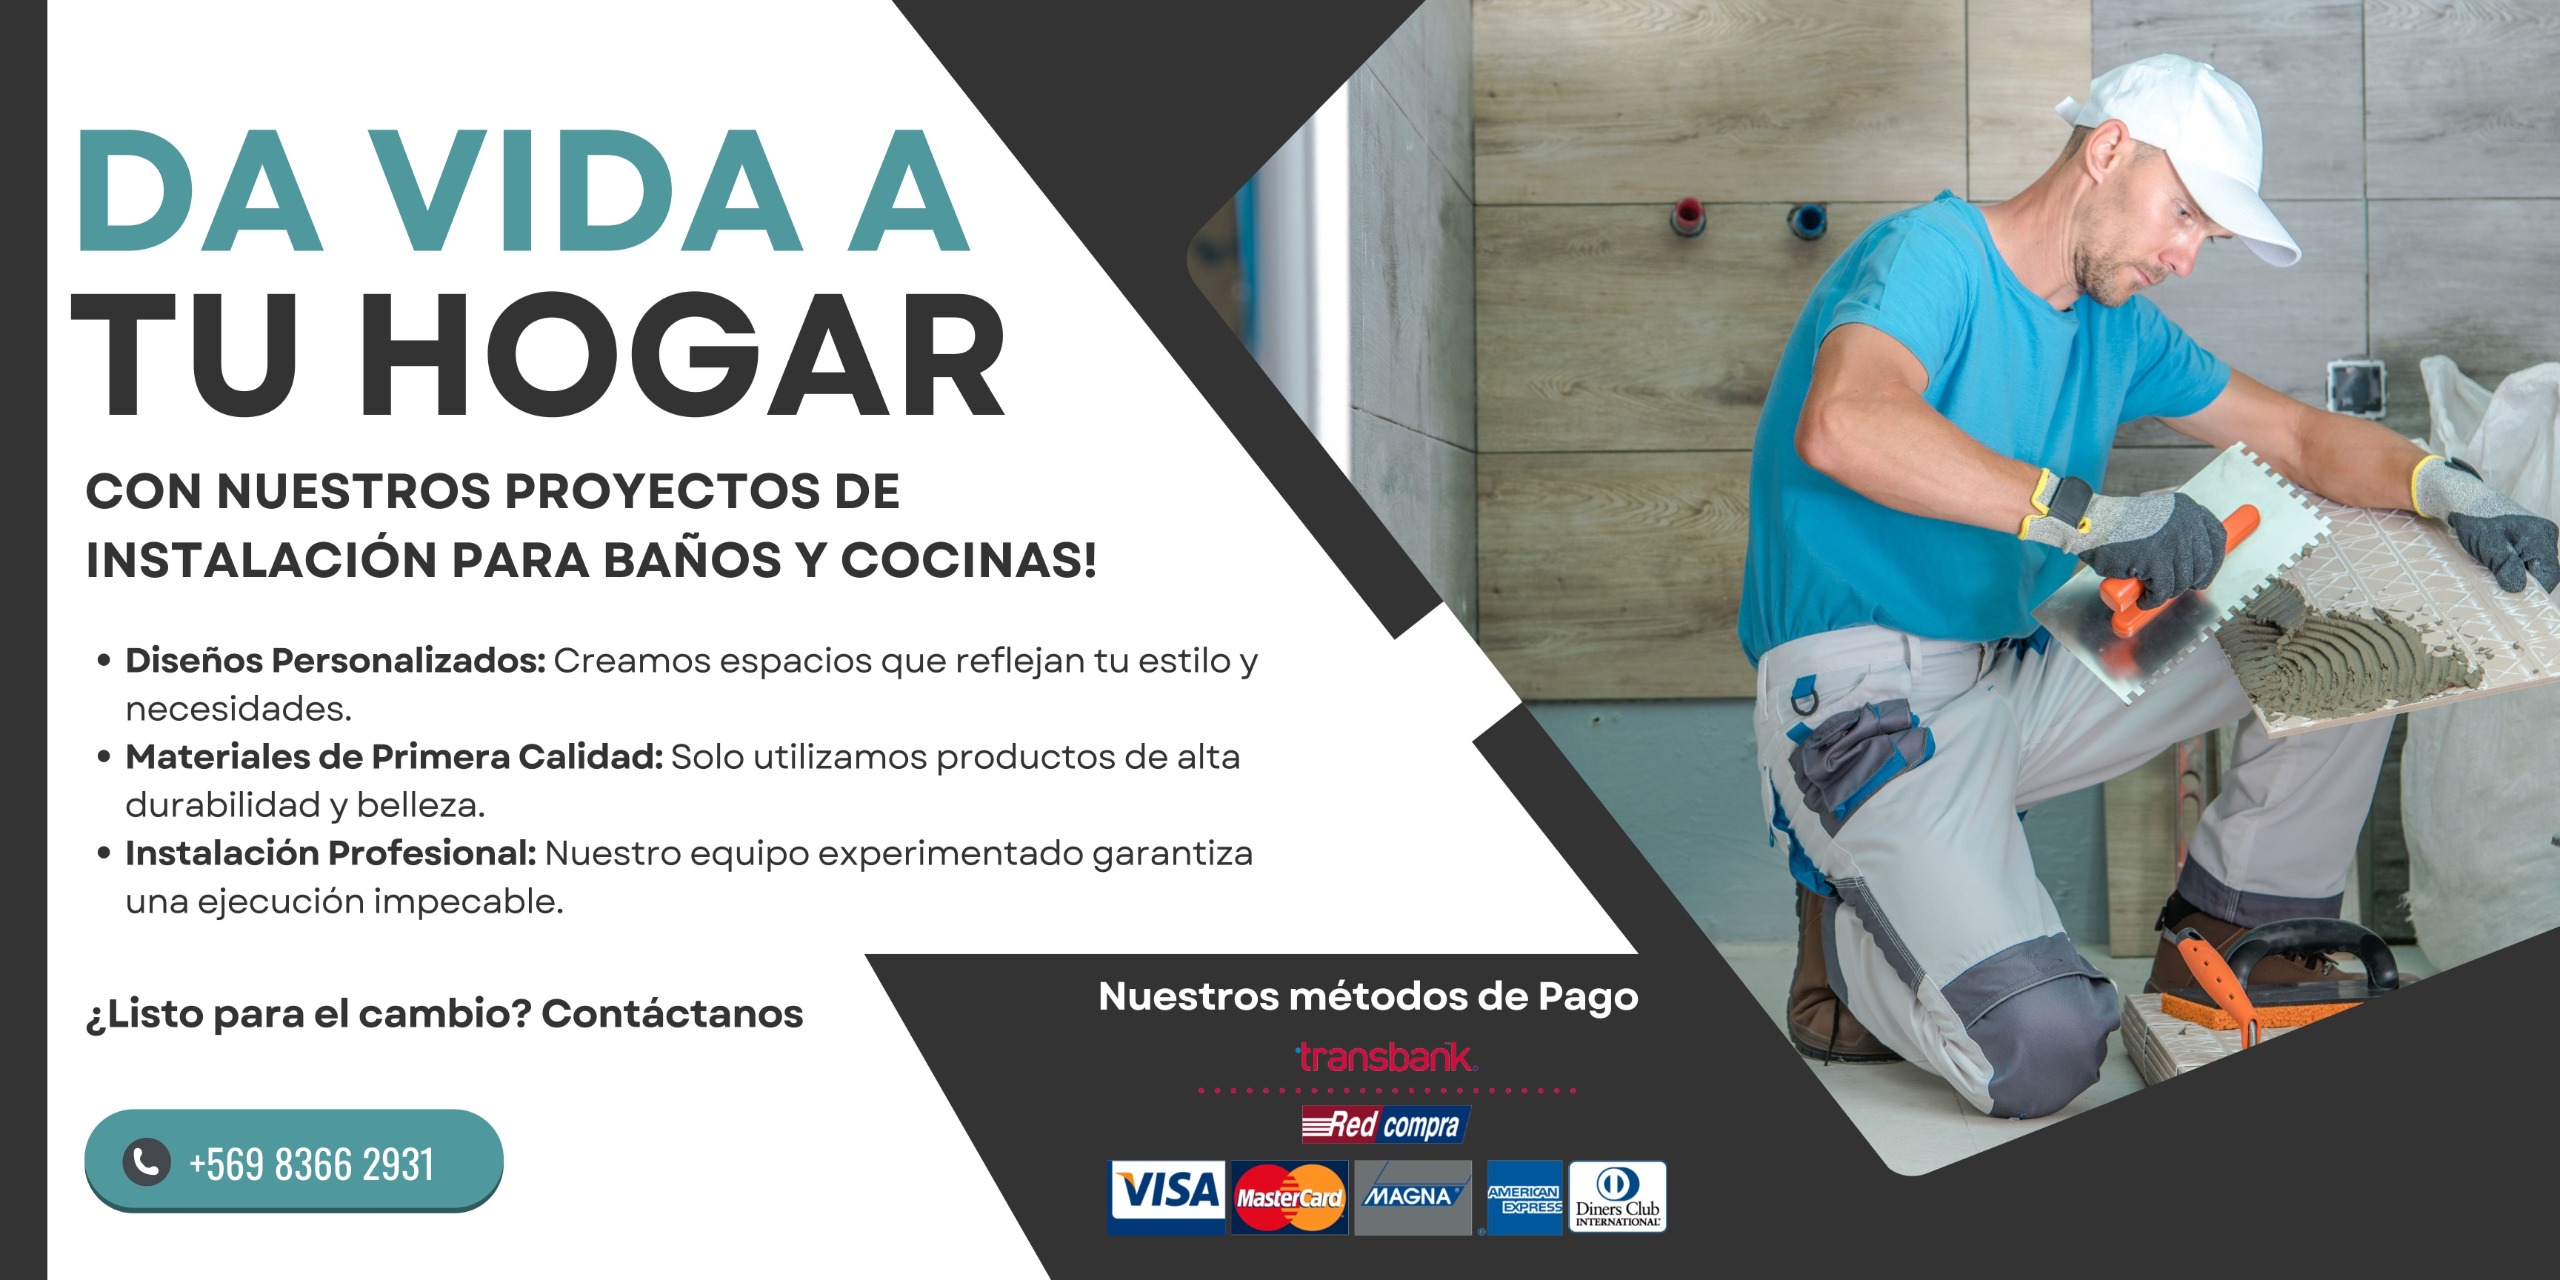 DA VIDA A
TU HOGAR
CON NUESTROS PROYECTOS DE
INSTALACIÓN PARA BAÑOS Y COCINAS!
• Diseños Personalizados: Creamos espacios que reflejan tu estilo y
necesidades.
• Materiales de Primera Calidad: Solo utilizamos productos de alta
durabilidad y belleza.
• Instalación Profesional: Nuestro equipo experimentado garantiza
una ejecución impecable.
¿Listo para el cambio? Contáctanos
+569 8366 2931
Nuestros métodos de Pago
transbank.
Red compra
VISA MasterCard MAGNA AMERICAN EXPRESS® Diners Club INTERNATIONAL